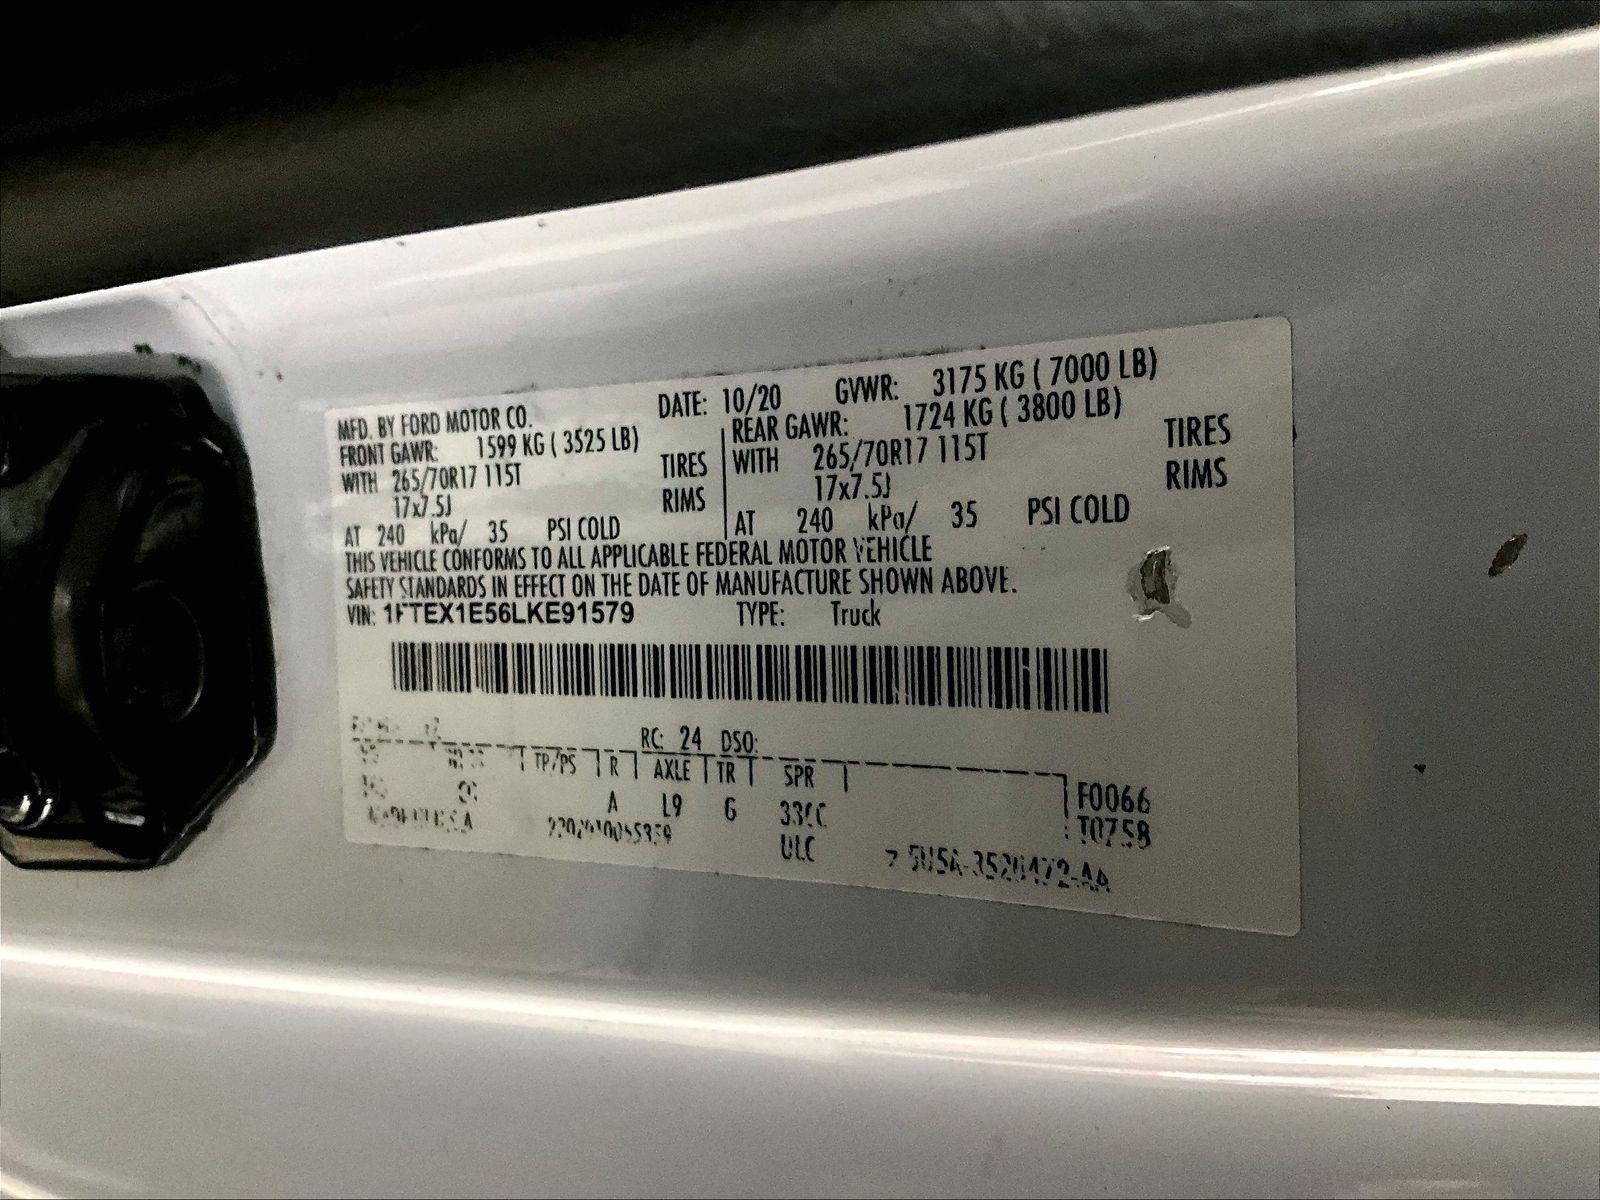 MFD. BY FORD MOTOR CO. DATE: 10/20 GVWR: 3175 KG ( 7000 LB)
FRONT GAWR: 1599 KG ( 3525 LB) REAR GAWR: 1724 KG ( 3800 LB)
WITH 265/70R17 115T TIRES WITH 265/70R17 115T TIRES
17x7.5J RIMS 17x7.5J RIMS
AT 240 kPa/ 35 PSI COLD AT 240 kPa/ 35 PSI COLD
THIS VEHICLE CONFORMS TO ALL APPLICABLE FEDERAL MOTOR VEHICLE
SAFETY STANDARDS IN EFFECT ON THE DATE OF MANUFACTURE SHOWN ABOVE.
VIN: 1FTEX1E56LKE91579 TYPE: Truck
RC: 24 DSO:
TP/PS R AXLE TR SPR F0066
A L9 G T0758
ULC